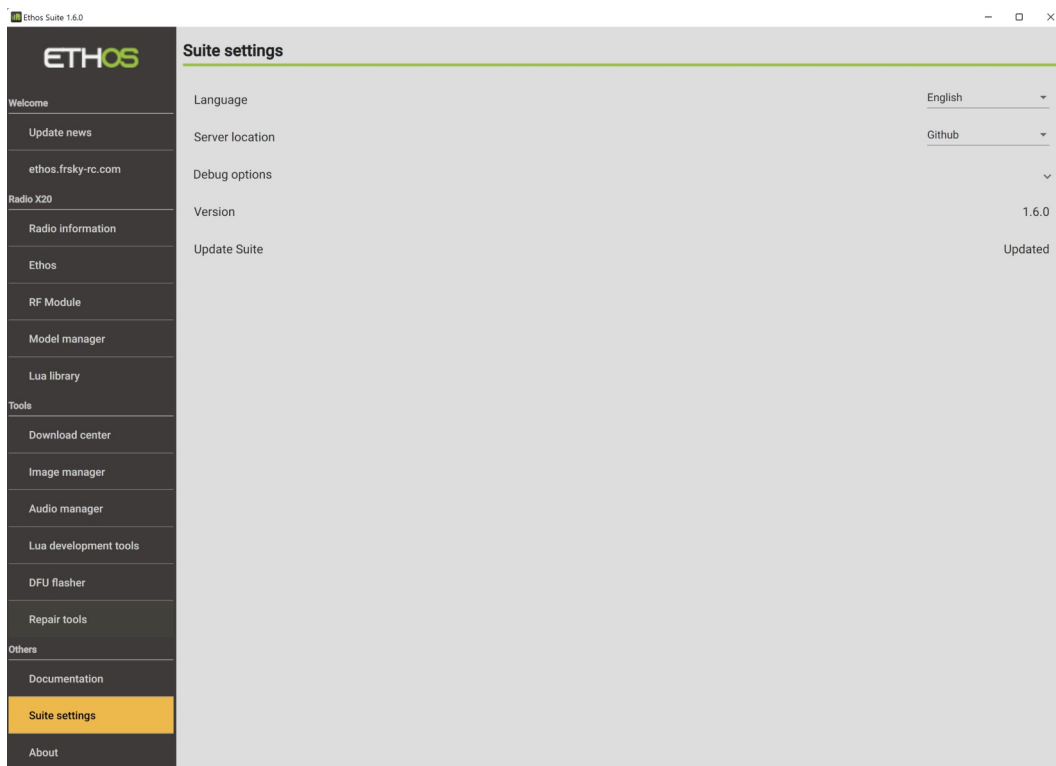 Ethos Suite 1.6.0
ETHOS
Welcome
Update news
ethos.frsky-rc.com
Radio X20
Radio information
Ethos
RF Module
Model manager
Lua library
Tools
Download center
Image manager
Audio manager
Lua development tools
DFU flasher
Repair tools
Others
Documentation
Suite settings
About
Suite settings
Language English
Server location Github
Debug options
Version 1.6.0
Update Suite Updated